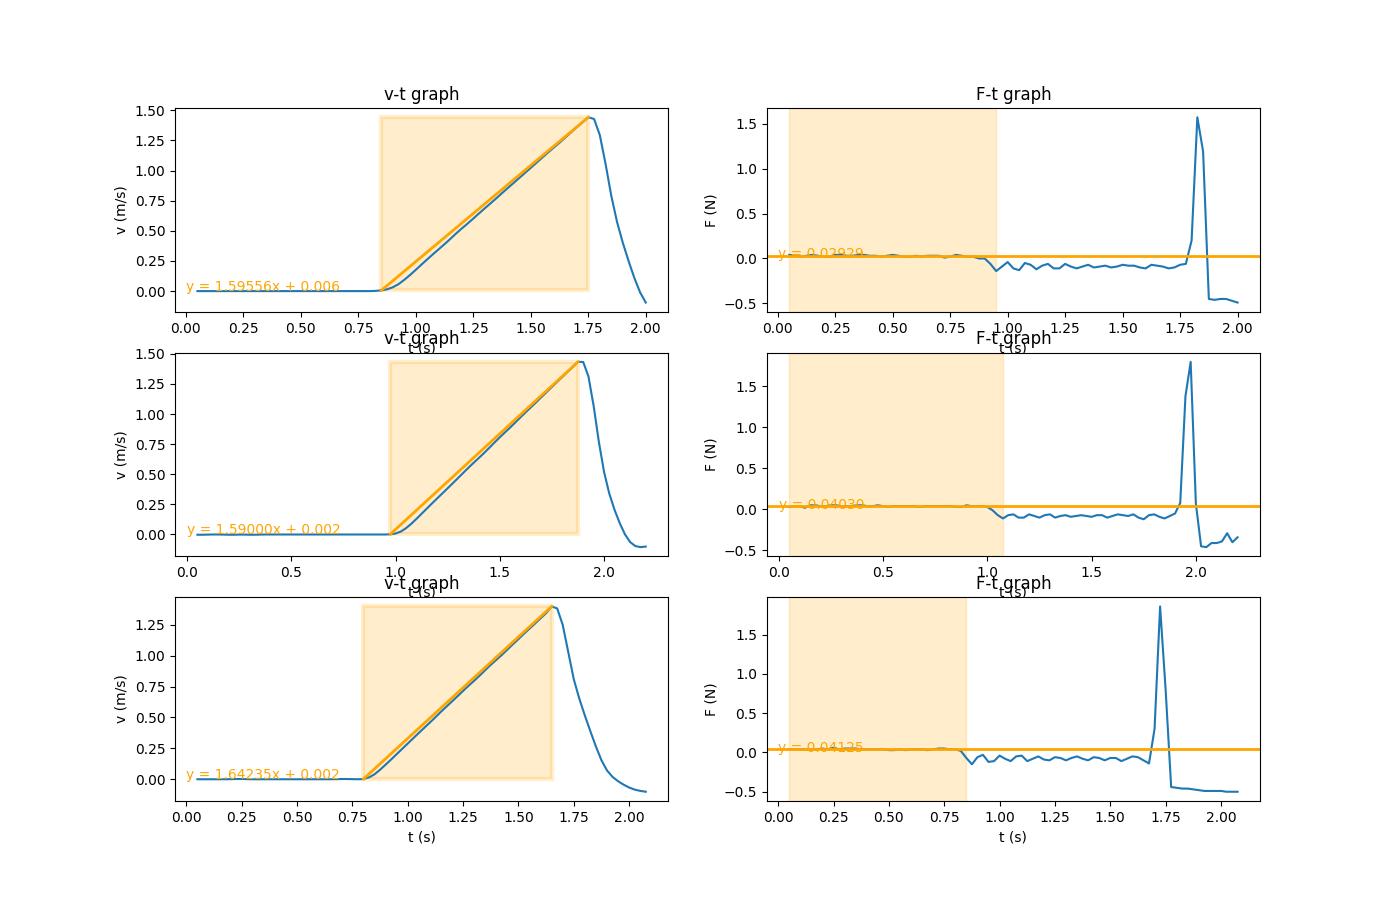 v-t graph
v (m/s)
1.50
1.25
1.00
0.75
0.50
0.25
0.00
y = 1.59556x + 0.006
0.00 0.25 0.50 0.75 1.00 1.25 1.50 1.75 2.00
t (s)
F-t graph
F (N)
1.5
1.0
0.5
0.0
−0.5
y = 0.02929
0.00 0.25 0.50 0.75 1.00 1.25 1.50 1.75 2.00
t (s)
v-t graph
v (m/s)
1.50
1.25
1.00
0.75
0.50
0.25
0.00
y = 1.59000x + 0.002
0.0 0.5 1.0 1.5 2.0
t (s)
F-t graph
F (N)
1.5
1.0
0.5
0.0
−0.5
y = 0.04030
0.0 0.5 1.0 1.5 2.0
t (s)
v-t graph
v (m/s)
1.25
1.00
0.75
0.50
0.25
0.00
y = 1.64235x + 0.002
0.00 0.25 0.50 0.75 1.00 1.25 1.50 1.75 2.00
t (s)
F-t graph
F (N)
1.5
1.0
0.5
0.0
−0.5
y = 0.04125
0.00 0.25 0.50 0.75 1.00 1.25 1.50 1.75 2.00
t (s)